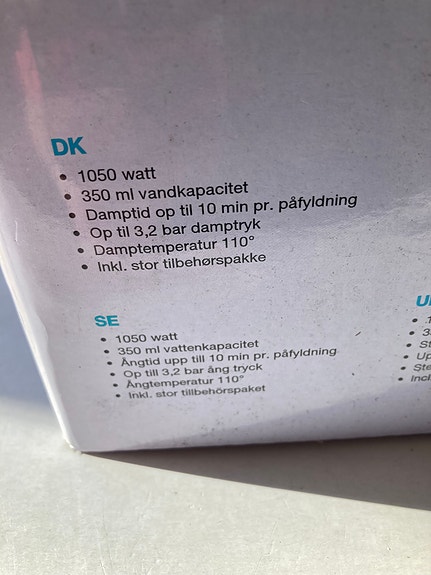 DK
• 1050 watt
• 350 ml vandkapacitet
• Damptid op til 10 min pr. påfyldning
• Op til 3,2 bar damptryk
• Damptemperatur 110°
• Inkl. stor tilbehørspakke
SE
• 1050 watt
• 350 ml vattenkapacitet
• Ångtid upp till 10 min pr. påfyldning
• Op till 3,2 bar ång tryck
• Ångtemperatur 110°
• Inkl. stor tillbehörspaket